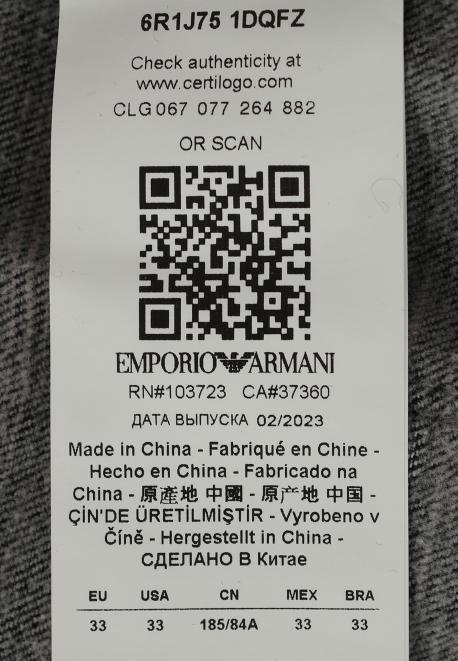 6R1J75 1DQFZ
Check authenticity at
www.certilogo.com
CLG 067 077 264 882
OR SCAN
EMPORIO ARMANI
RN#103723 CA#37360
ДАТА ВЫПУСКА 02/2023
Made in China - Fabriqué en Chine -
Hecho en China - Fabricado na
China - 原產地 中國 - 原产地 中国 -
ÇİN'DE ÜRETİLMİŞTİR - Vyrobeno v
Číně - Hergestellt in China -
СДЕЛАНО В Китае
EU USA CN MEX BRA
33 33 185/84A 33 33